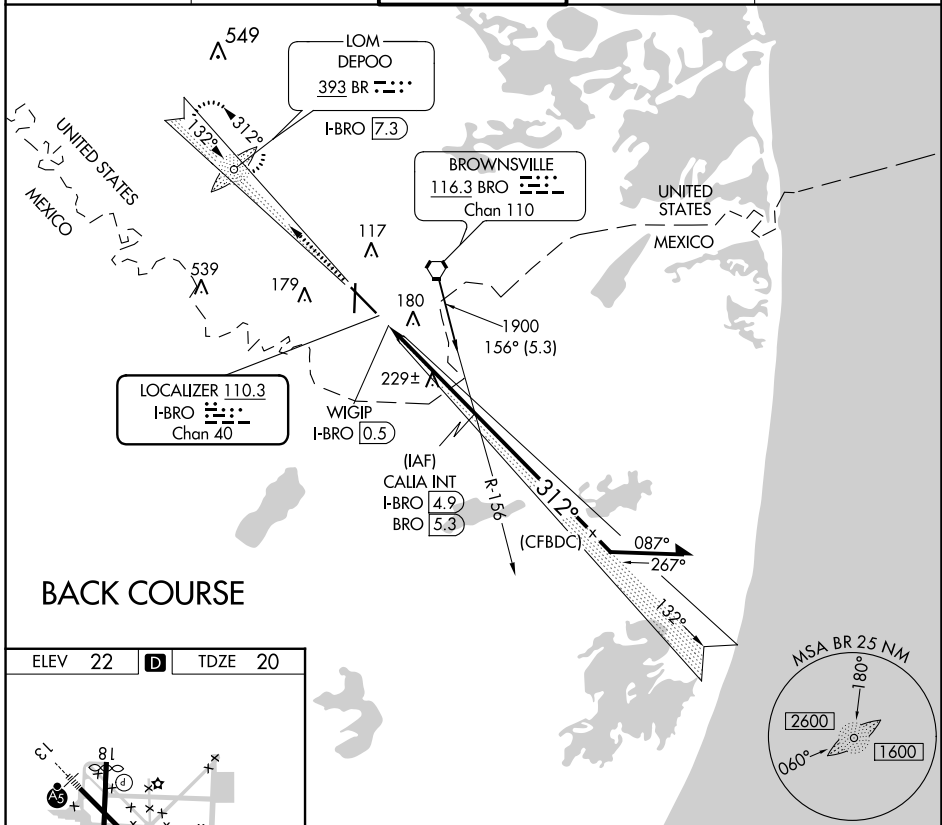 549
LOM
DEPOO
393 BR
I-BRO 7.3
312°
132°
UNITED STATES
MEXICO
BROWNSVILLE
116.3 BRO
Chan 110
UNITED
STATES
MEXICO
117
539
179
180
1900
156° (5.3)
229±
LOCALIZER 110.3
I-BRO
Chan 40
WIGIP
I-BRO 0.5
(IAF)
CALIA INT
I-BRO 4.9
BRO 5.3
R-156
312°
(CFBDC)
087°
267°
132°
BACK COURSE
MSA BR 25 NM
180°
2600
1600
060°
ELEV 22 D TDZE 20
13
18
P
A5